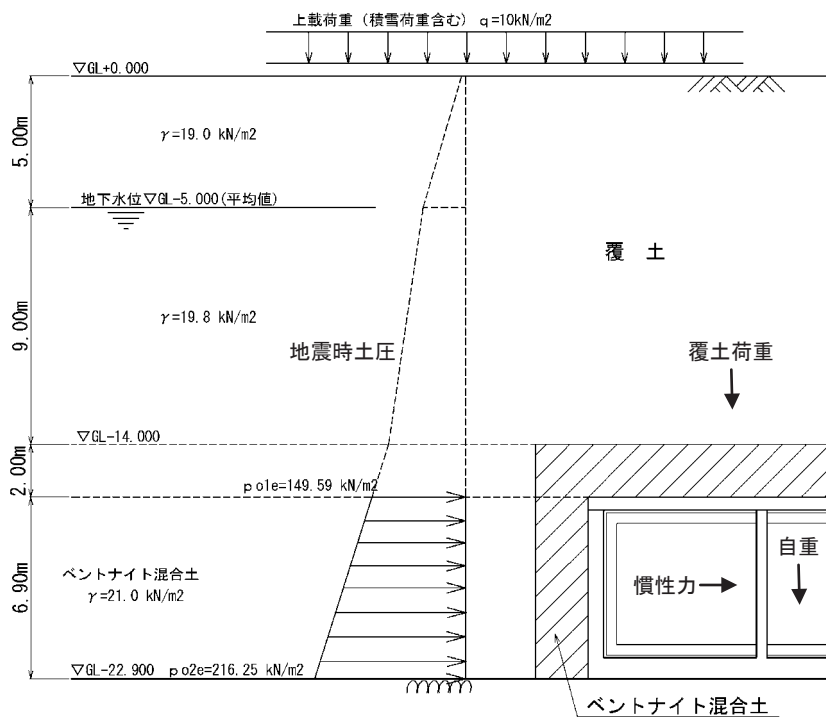 上載荷重（積雪荷重含む） q=10kN/m2
▽GL+0.000
5.00m
γ=19.0 kN/m2
地下水位▽GL-5.000(平均値)
9.00m
γ=19.8 kN/m2
地震時土圧
覆 土
覆土荷重
▽GL-14.000
2.00m
po1e=149.59 kN/m2
6.90m
ベントナイト混合土
γ=21.0 kN/m2
慣性力
自重
▽GL-22.900 po2e=216.25 kN/m2
ベントナイト混合土